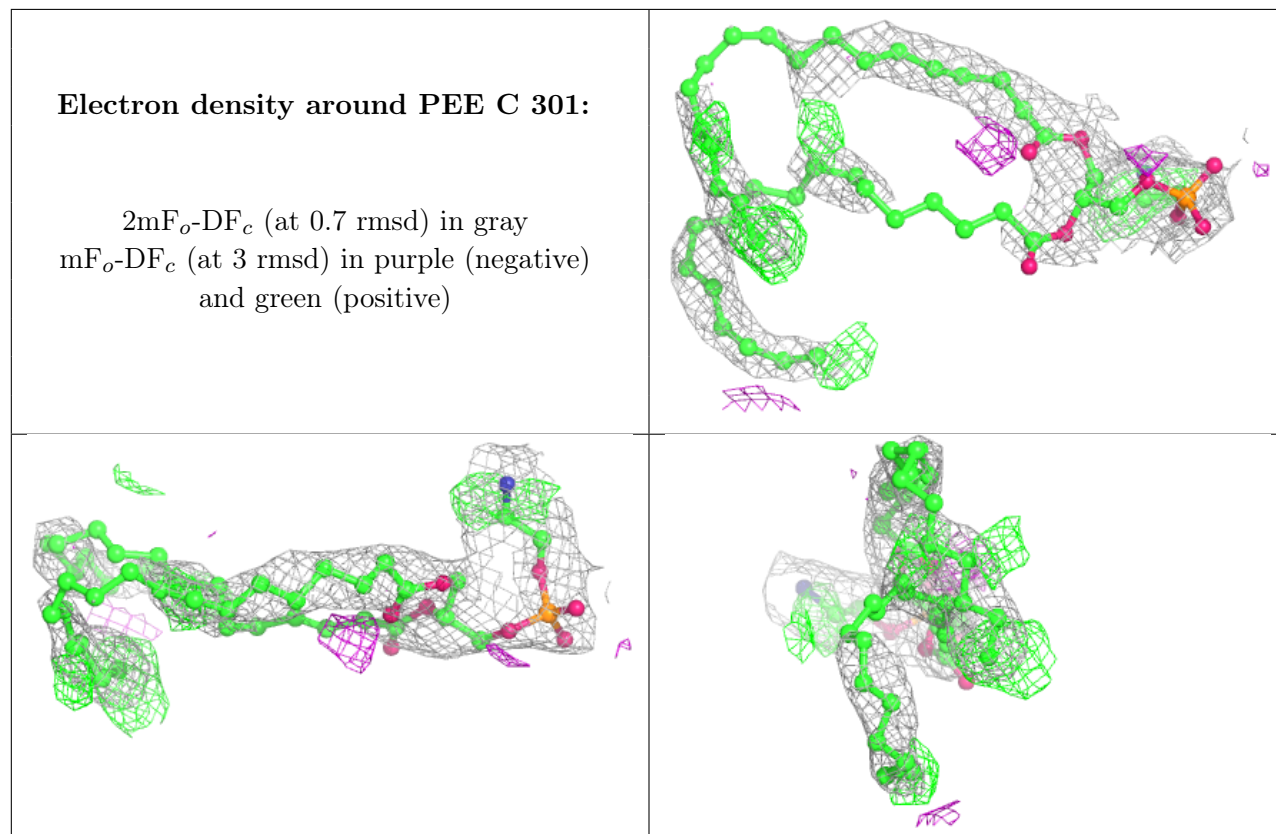 Electron density around PEE C 301:
2mFo-DFc (at 0.7 rmsd) in gray
mFo-DFc (at 3 rmsd) in purple (negative)
and green (positive)